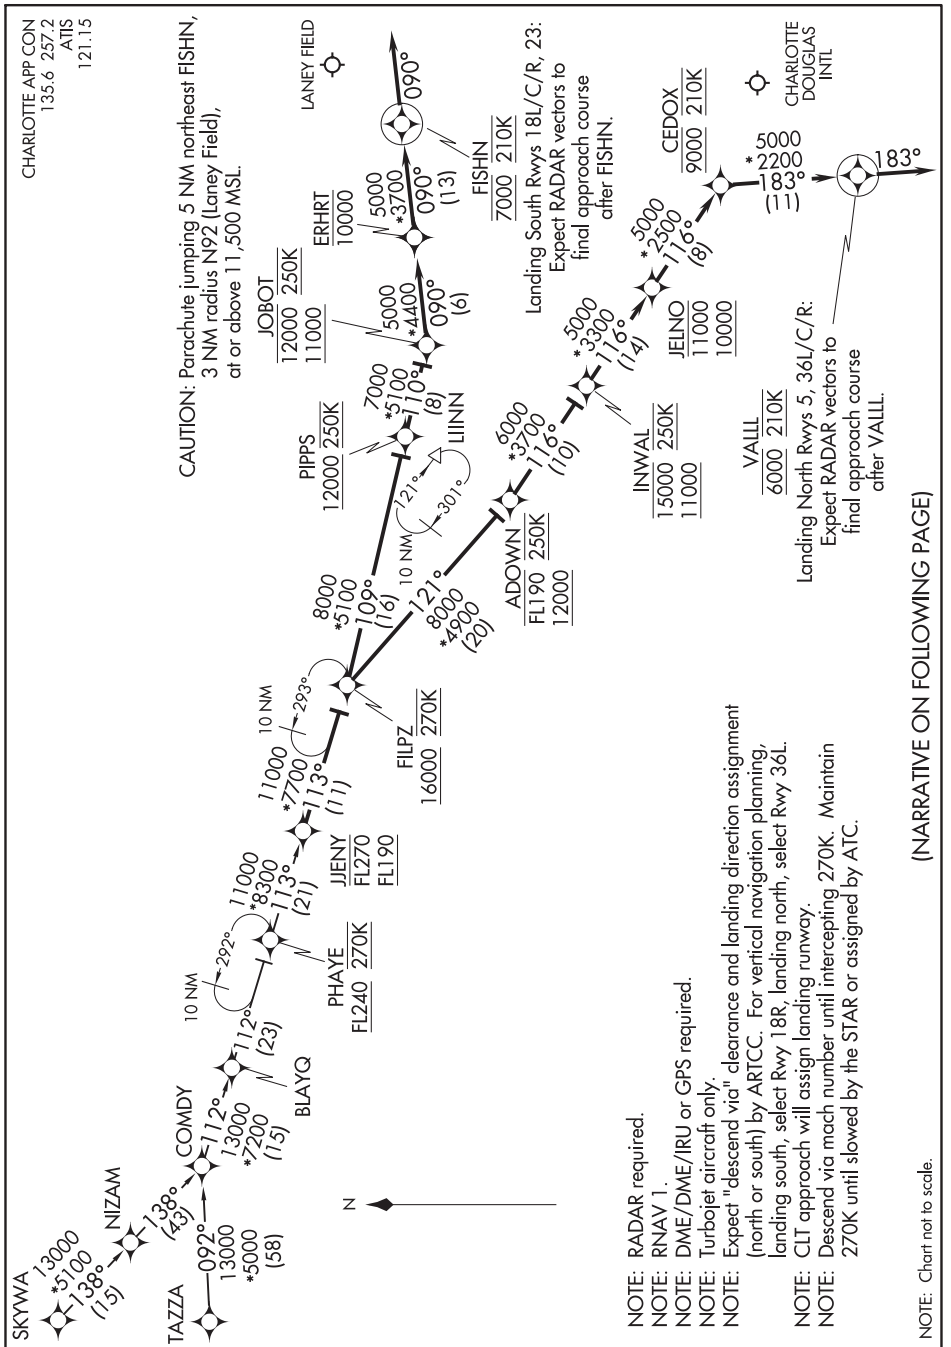 CHARLOTTE APP CON
135.6 257.2
ATIS
121.15
CAUTION: Parachute jumping 5 NM northeast FISHN,
3 NM radius N92 (Laney Field),
at or above 11,500 MSL.
LANEY FIELD
SKYWA
13000
*5100
138°
(15)
NIZAM
138°
(43)
TAZZA
092°
13000
*5000
(58)
COMDY
112°
13000
*7200
(15)
BLAYQ
112°
(23)
10 NM
292°
PHAYE
FL240 270K
11000
*8300
113°
(21)
JJENY
FL270
FL190
11000
*7700
113°
(11)
10 NM
293°
FILPZ
16000 270K
8000
*5100
109°
(16)
PIPPS
12000 250K
7000
*5100
110°
(8)
JOBOT
12000 250K
11000
5000
*4400
090°
(6)
ERHRT
10000
5000
*3700
090°
(13)
FISHN
7000 210K
090°
Landing South Rwys 18L/C/R, 23:
Expect RADAR vectors to
final approach course
after FISHN.
LIINN
10 NM
121°
301°
121°
8000
*4900
(20)
ADOWN
FL190 250K
12000
6000
*3700
116°
(10)
INWAL
15000 250K
11000
5000
*3300
116°
(14)
JELNO
11000
10000
5000
*2500
116°
(8)
CEDOX
9000 210K
5000
*2200
183°
(11)
CHARLOTTE
DOUGLAS
INTL
183°
VALLL
6000 210K
Landing North Rwys 5, 36L/C/R:
Expect RADAR vectors to
final approach course
after VALLL.
N
NOTE: RADAR required.
NOTE: RNAV 1.
NOTE: DME/DME/IRU or GPS required.
NOTE: Turbojet aircraft only.
NOTE: Expect "descend via" clearance and landing direction assignment
(north or south) by ARTCC. For vertical navigation planning,
landing south, select Rwy 18R, landing north, select Rwy 36L.
NOTE: CLT approach will assign landing runway.
NOTE: Descend via mach number until intercepting 270K. Maintain
270K until slowed by the STAR or assigned by ATC.
(NARRATIVE ON FOLLOWING PAGE)
NOTE: Chart not to scale.